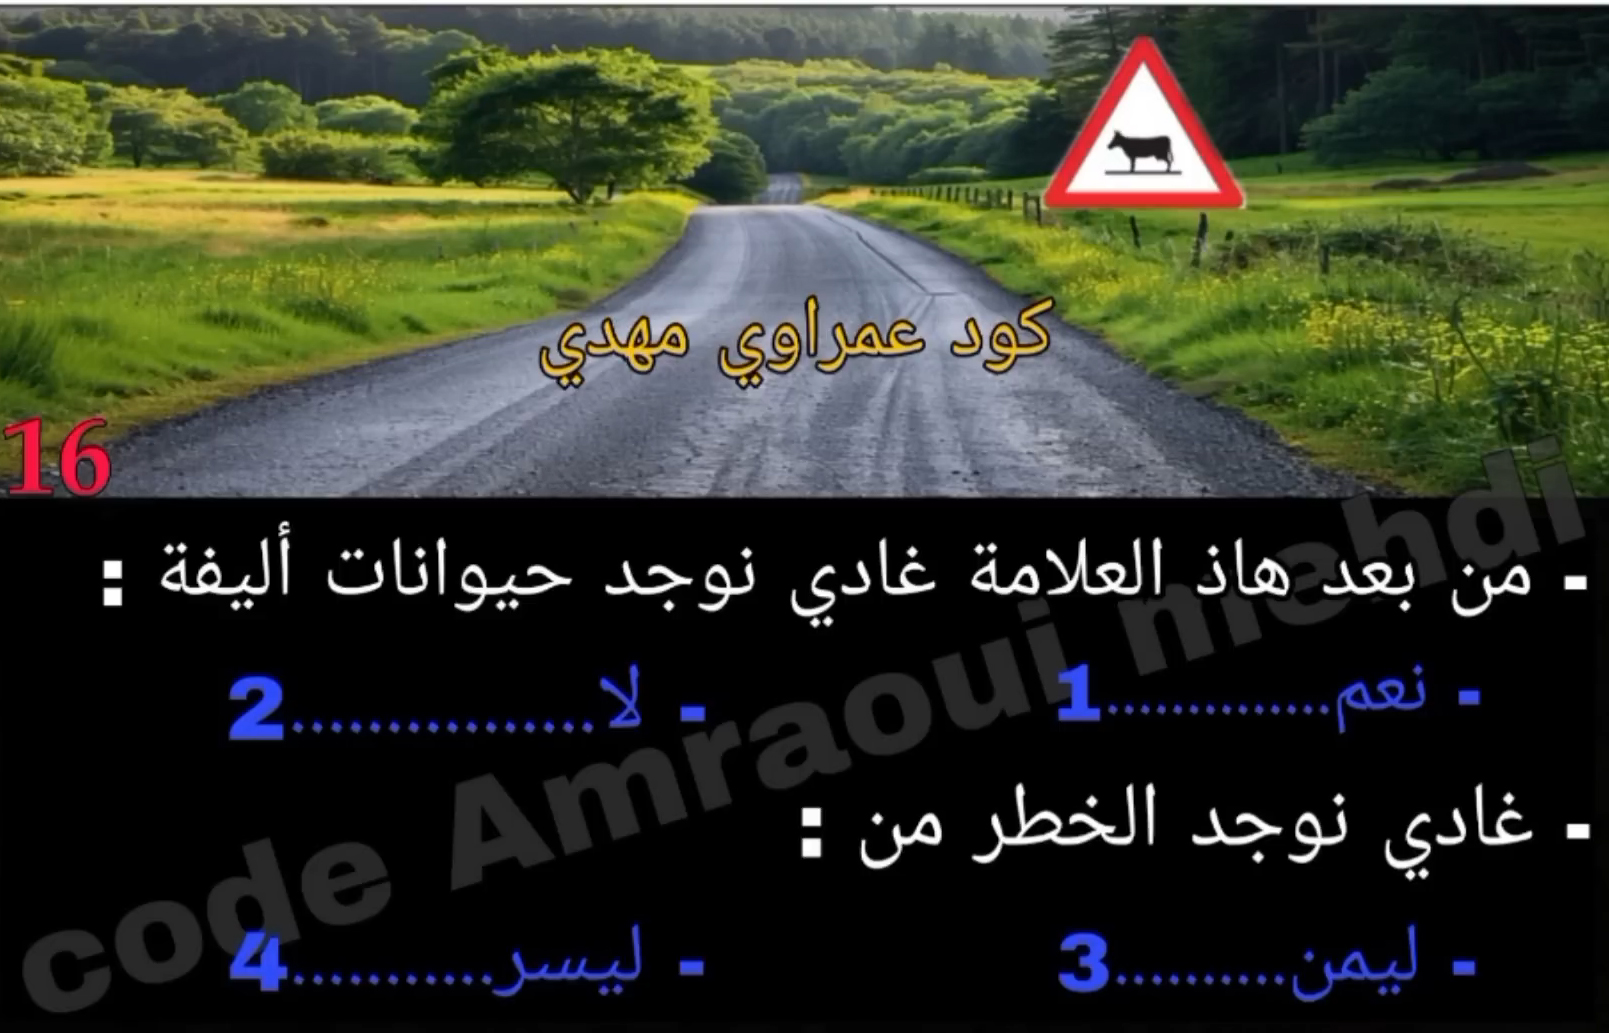 كود عمراوي مهدي
16
- من بعد هاذ العلامة غادي نوجد حيوانات أليفة :
- نعم..............1 - لا................2
- غادي نوجد الخطر من :
- ليمن..........3 - ليسر...........4
code Amraoui mehdi